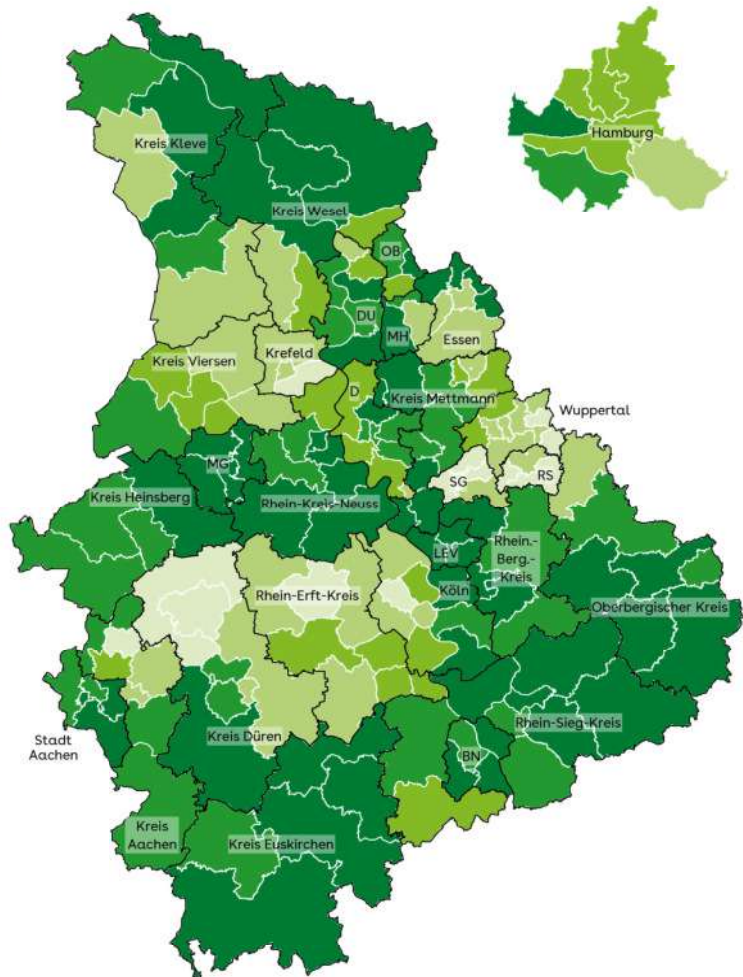 Hamburg
Kreis Kleve
Kreis Wesel
OB
DU
MH
Essen
Krefeld
Kreis Viersen
D
Kreis Mettmann
Wuppertal
MG
SG
RS
Kreis Heinsberg
Rhein-Kreis-Neuss
LEV
Rhein.-
Berg.-
Kreis
Köln
Rhein-Erft-Kreis
Oberbergischer Kreis
Rhein-Sieg-Kreis
Stadt
Aachen
Kreis Düren
BN
Kreis
Aachen
Kreis Euskirchen